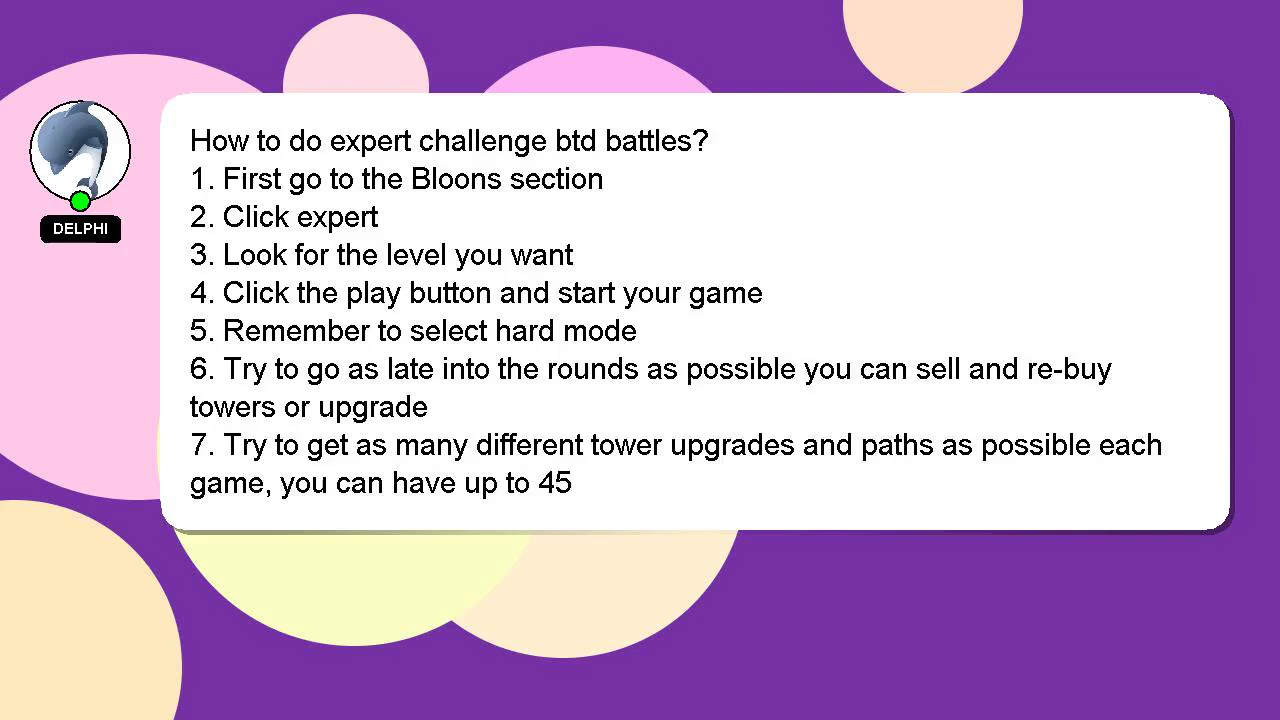 DELPHI
How to do expert challenge btd battles?
1. First go to the Bloons section
2. Click expert
3. Look for the level you want
4. Click the play button and start your game
5. Remember to select hard mode
6. Try to go as late into the rounds as possible you can sell and re-buy
towers or upgrade
7. Try to get as many different tower upgrades and paths as possible each
game, you can have up to 45